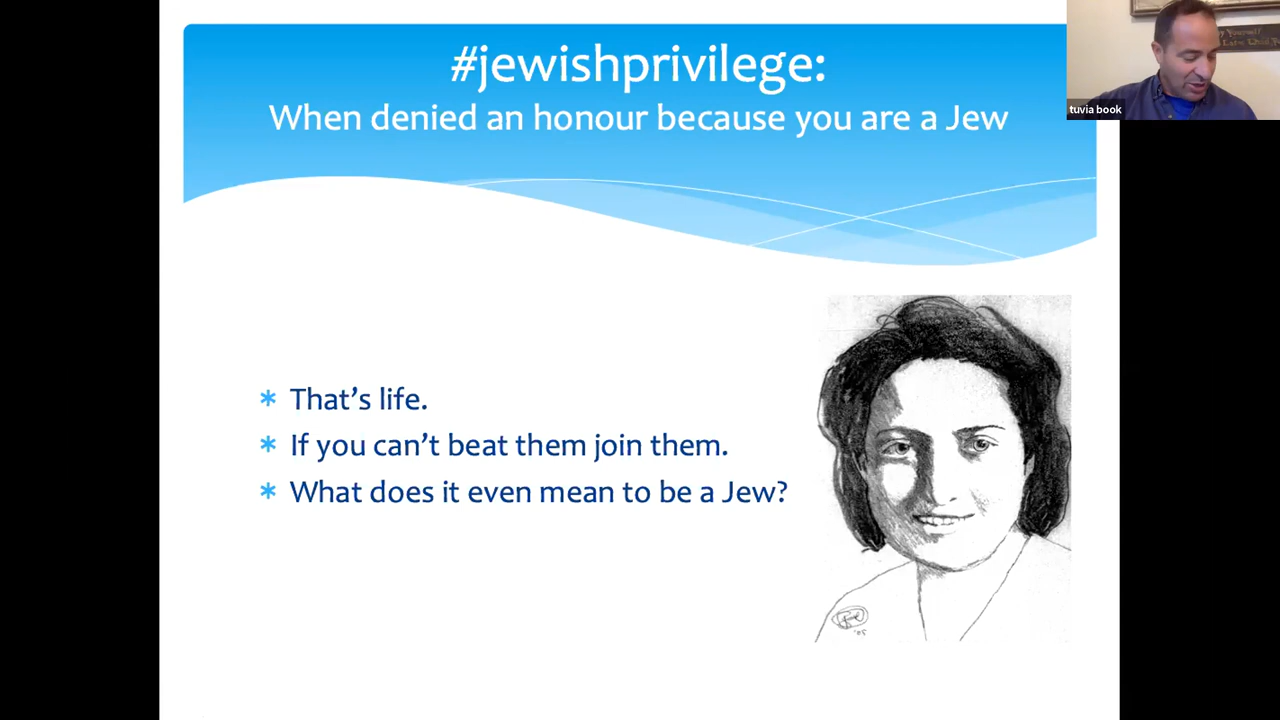 #jewishprivilege:
When denied an honour because you are a Jew
tuvia book
* That's life.
* If you can't beat them join them.
* What does it even mean to be a Jew?
'05